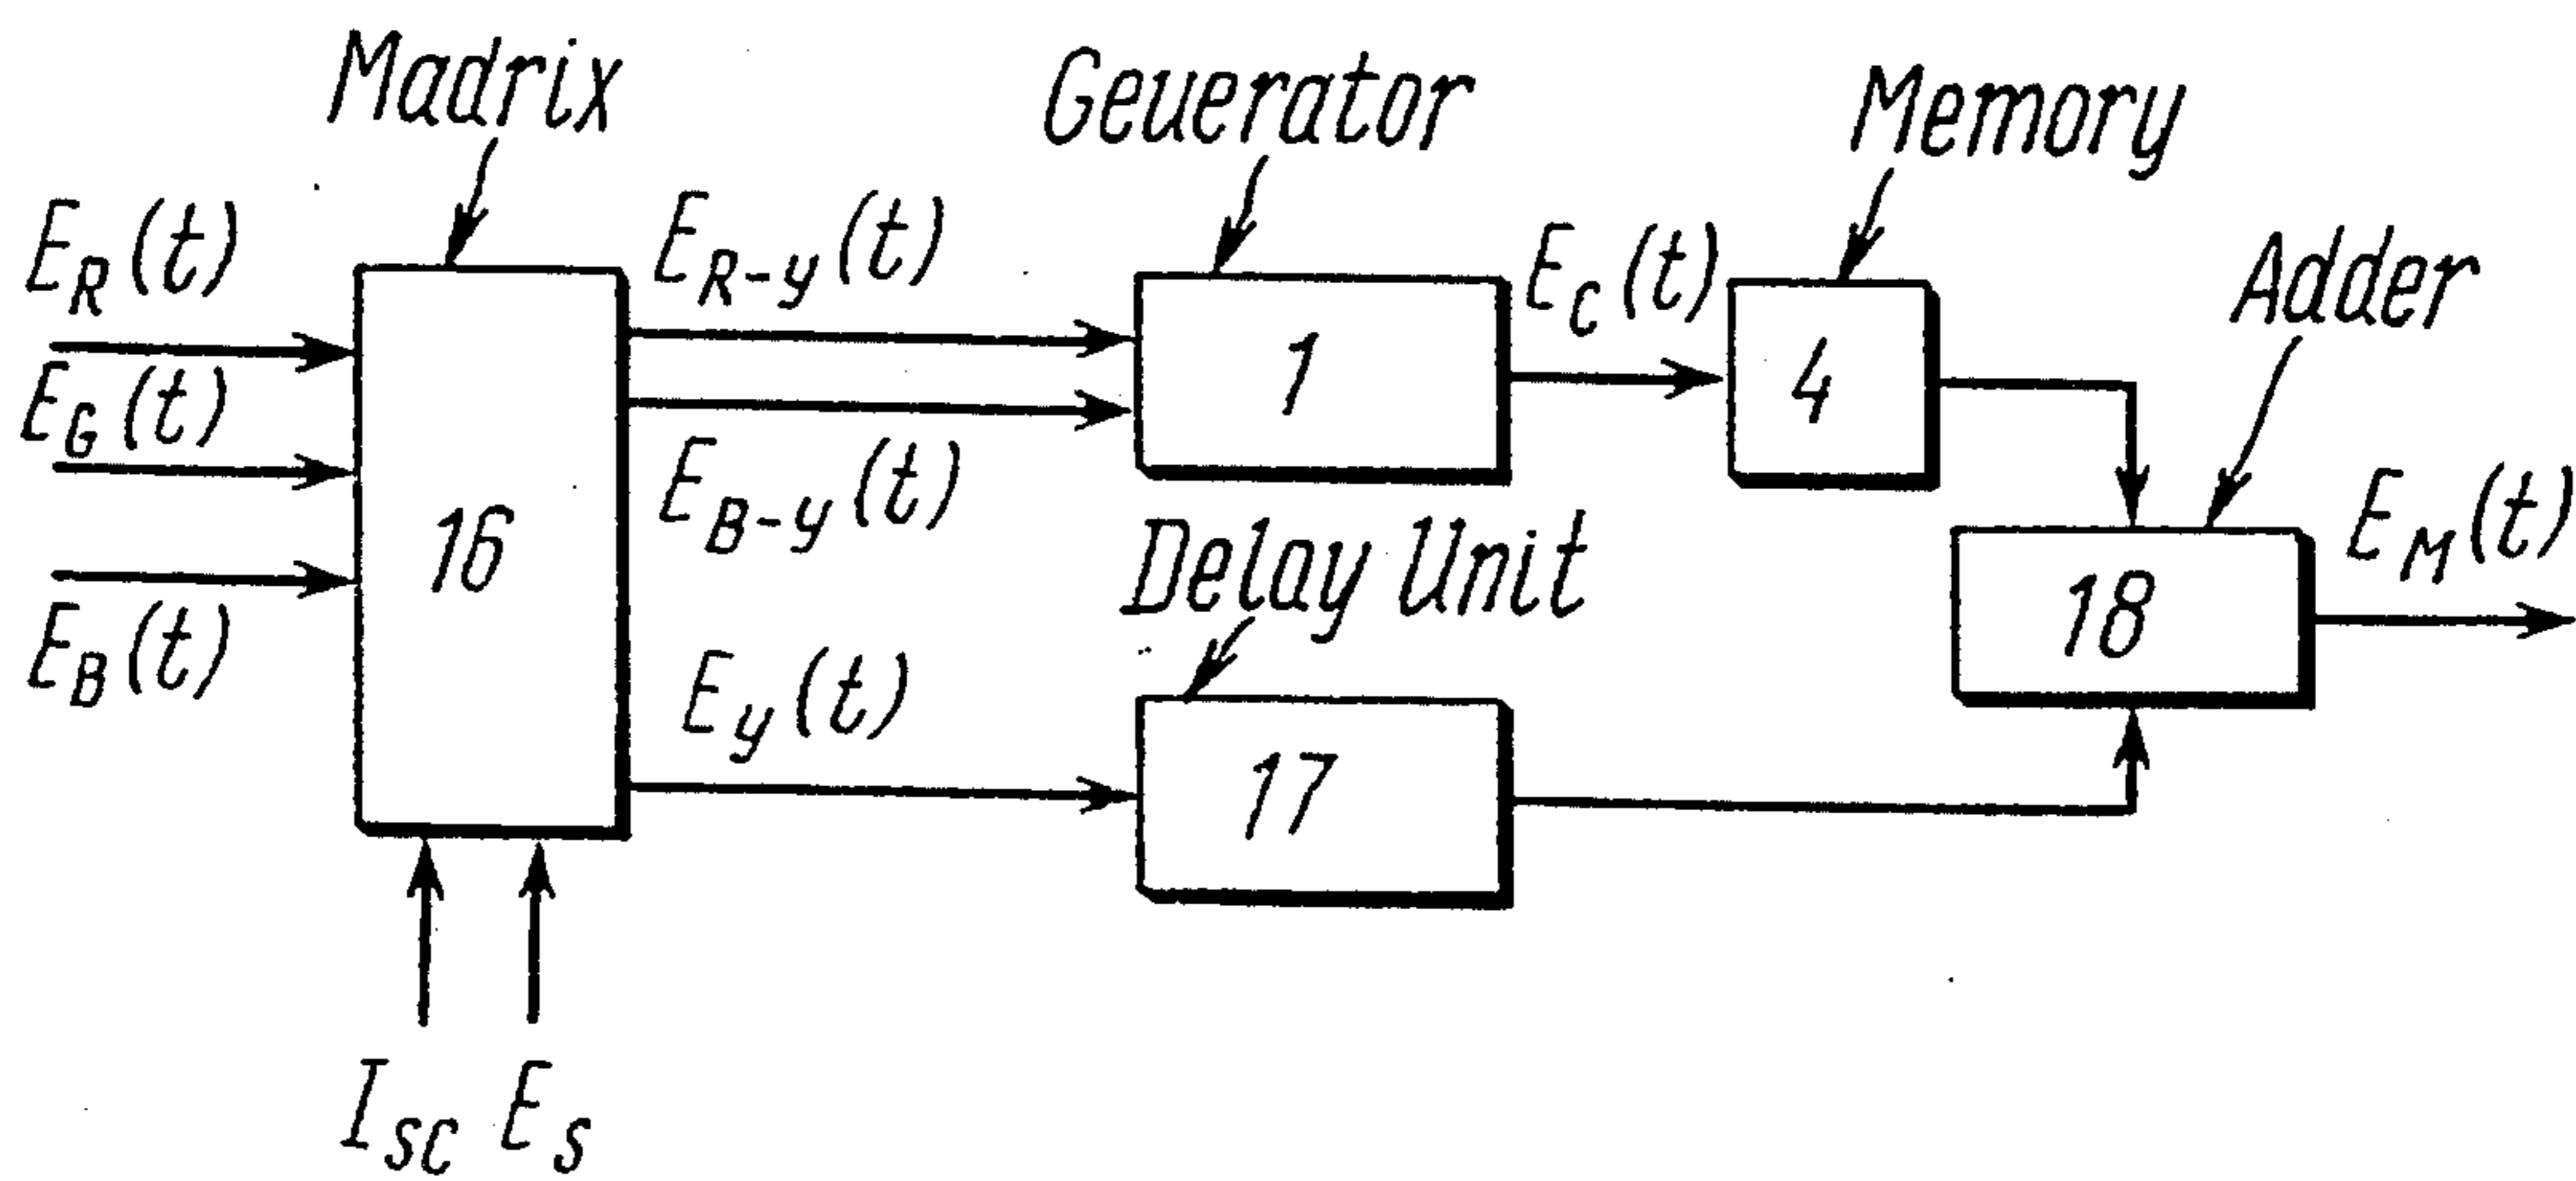 Madrix
Geuerator
Memory
Adder
E_R(t)
E_G(t)
E_B(t)
16
E_{R-y}(t)
E_{B-y}(t)
E_y(t)
1
E_C(t)
4
Delay Unit
17
18
E_M(t)
I_{SC} E_S